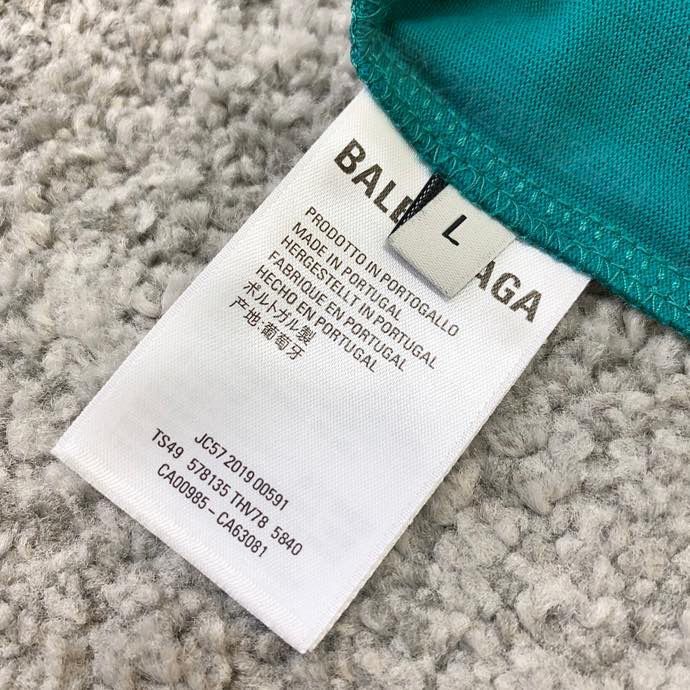 BALE AGA
L
PRODOTTO IN PORTOGALLO
MADE IN PORTUGAL
HERGESTELLT IN PORTUGAL
FABRIQUE EN PORTUGAL
HECHO EN PORTUGAL
ポルトガル製
产地:葡萄牙
JC57 2019 00591
TS49 578135 THV78 5840
CA00985-CA63081